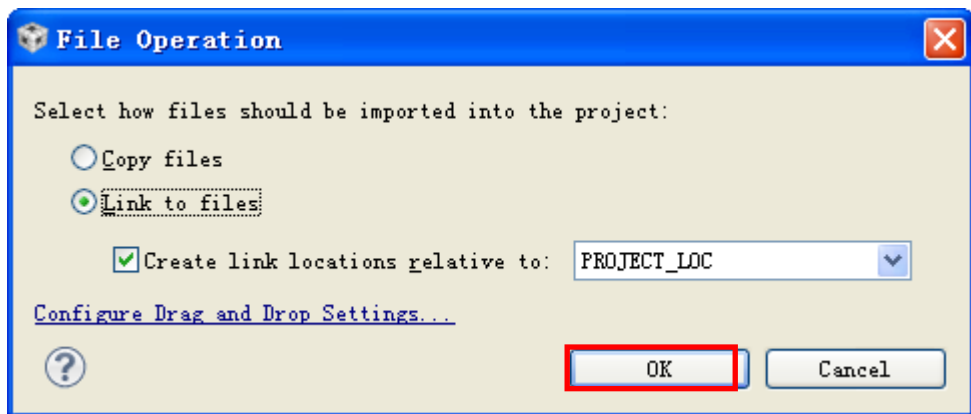 File Operation
Select how files should be imported into the project:
Copy files
Link to files
Create link locations relative to: PROJECT_LOC
Configure Drag and Drop Settings...
? OK Cancel